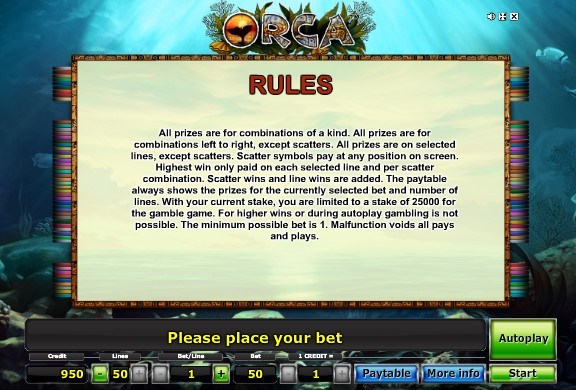 ORCA
RULES
All prizes are for combinations of a kind. All prizes are for
combinations left to right, except scatters. All prizes are on selected
lines, except scatters. Scatter symbols pay at any position on screen.
Highest win only paid on each selected line and per scatter
combination. Scatter wins and line wins are added. The paytable
always shows the prizes for the currently selected bet and number of
lines. With your current stake, you are limited to a stake of 25000 for
the gamble game. For higher wins or during autoplay gambling is not
possible. The minimum possible bet is 1. Malfunction voids all pays
and plays.
Please place your bet
Autoplay
Credit Lines Bet/Line Bet 1 CREDIT =
950 - 50 + - 1 + 50 - 1 + Paytable More info Start